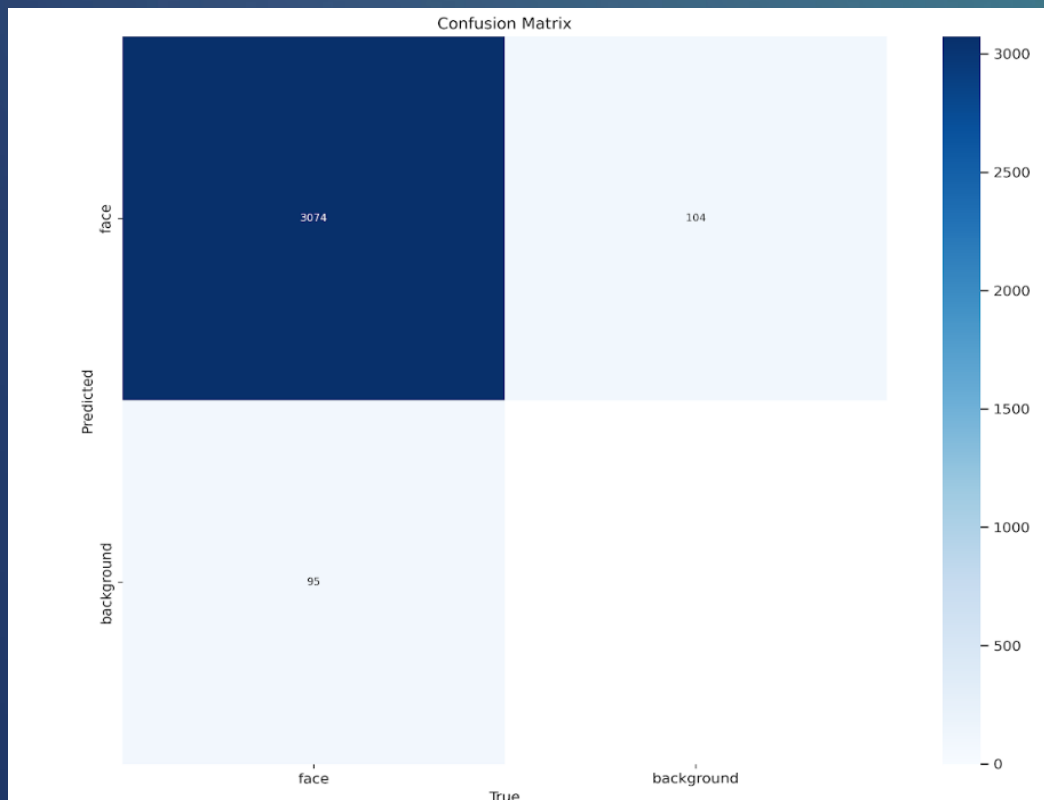 Confusion Matrix
3000
2500
2000
1500
1000
500
0
face
3074
104
Predicted
background
95
face
background
True